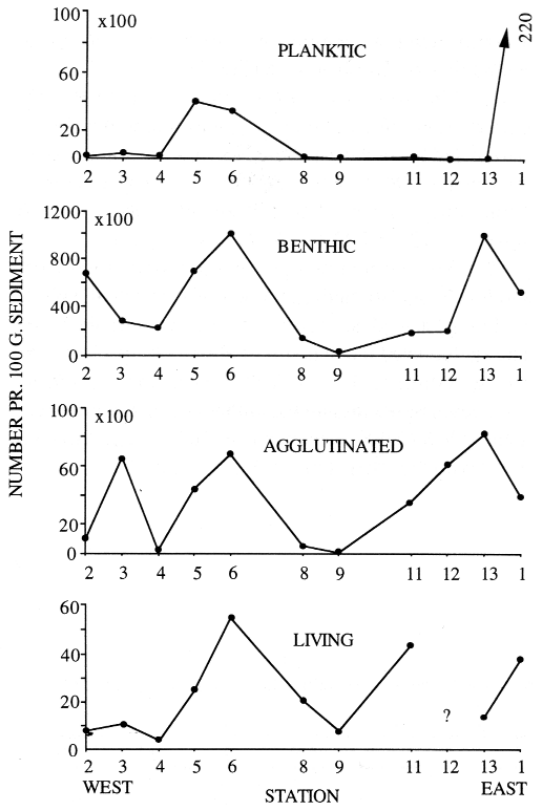 NUMBER PR. 100 G. SEDIMENT
100
x100
PLANKTIC
220
60
20
0
2 3 4 5 6 8 9 11 12 13 1
1200
x100
BENTHIC
800
400
0
2 3 4 5 6 8 9 11 12 13 1
100
x100
AGGLUTINATED
60
20
0
2 3 4 5 6 8 9 11 12 13 1
60
LIVING
40
20
?
0
2 3 4 5 6 8 9 11 12 13 1
WEST STATION EAST